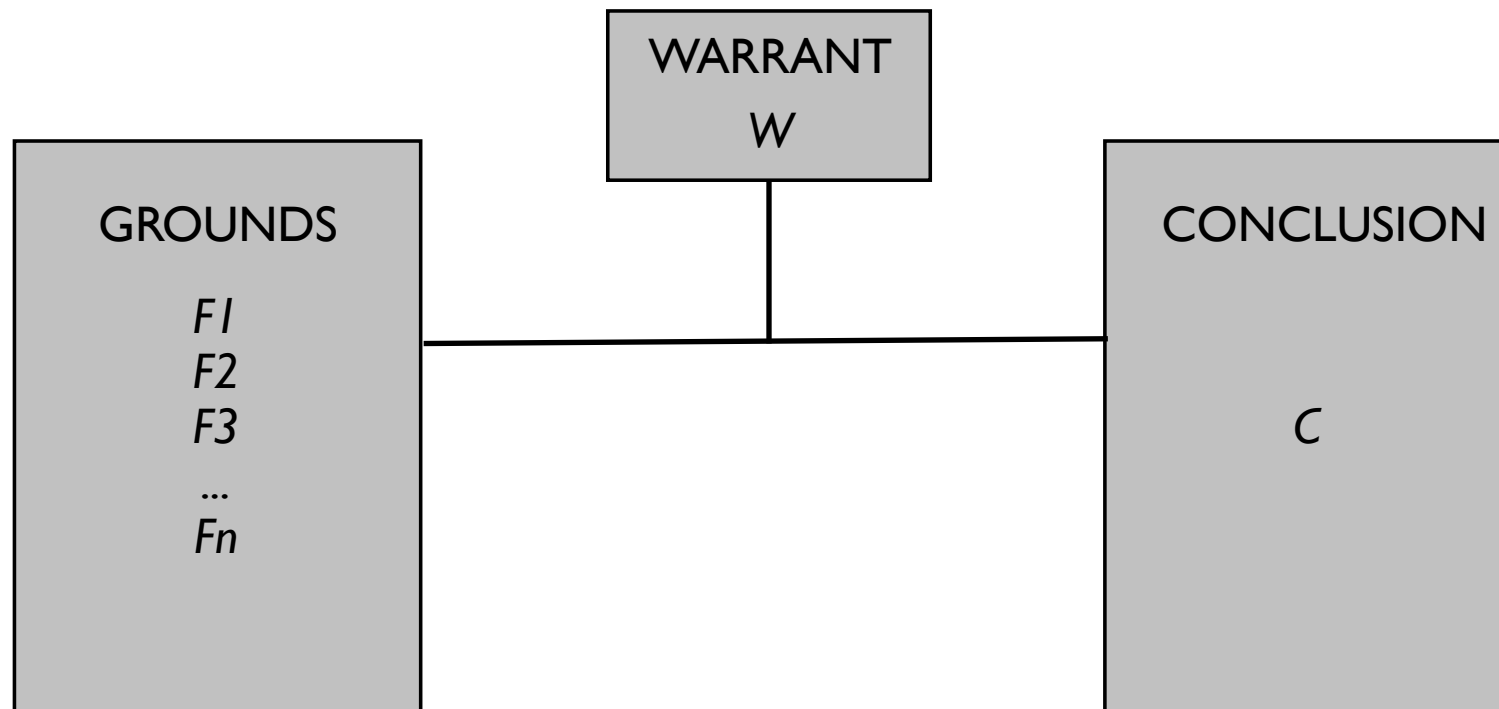 WARRANT
W
GROUNDS
F1
F2
F3
...
Fn
CONCLUSION
C